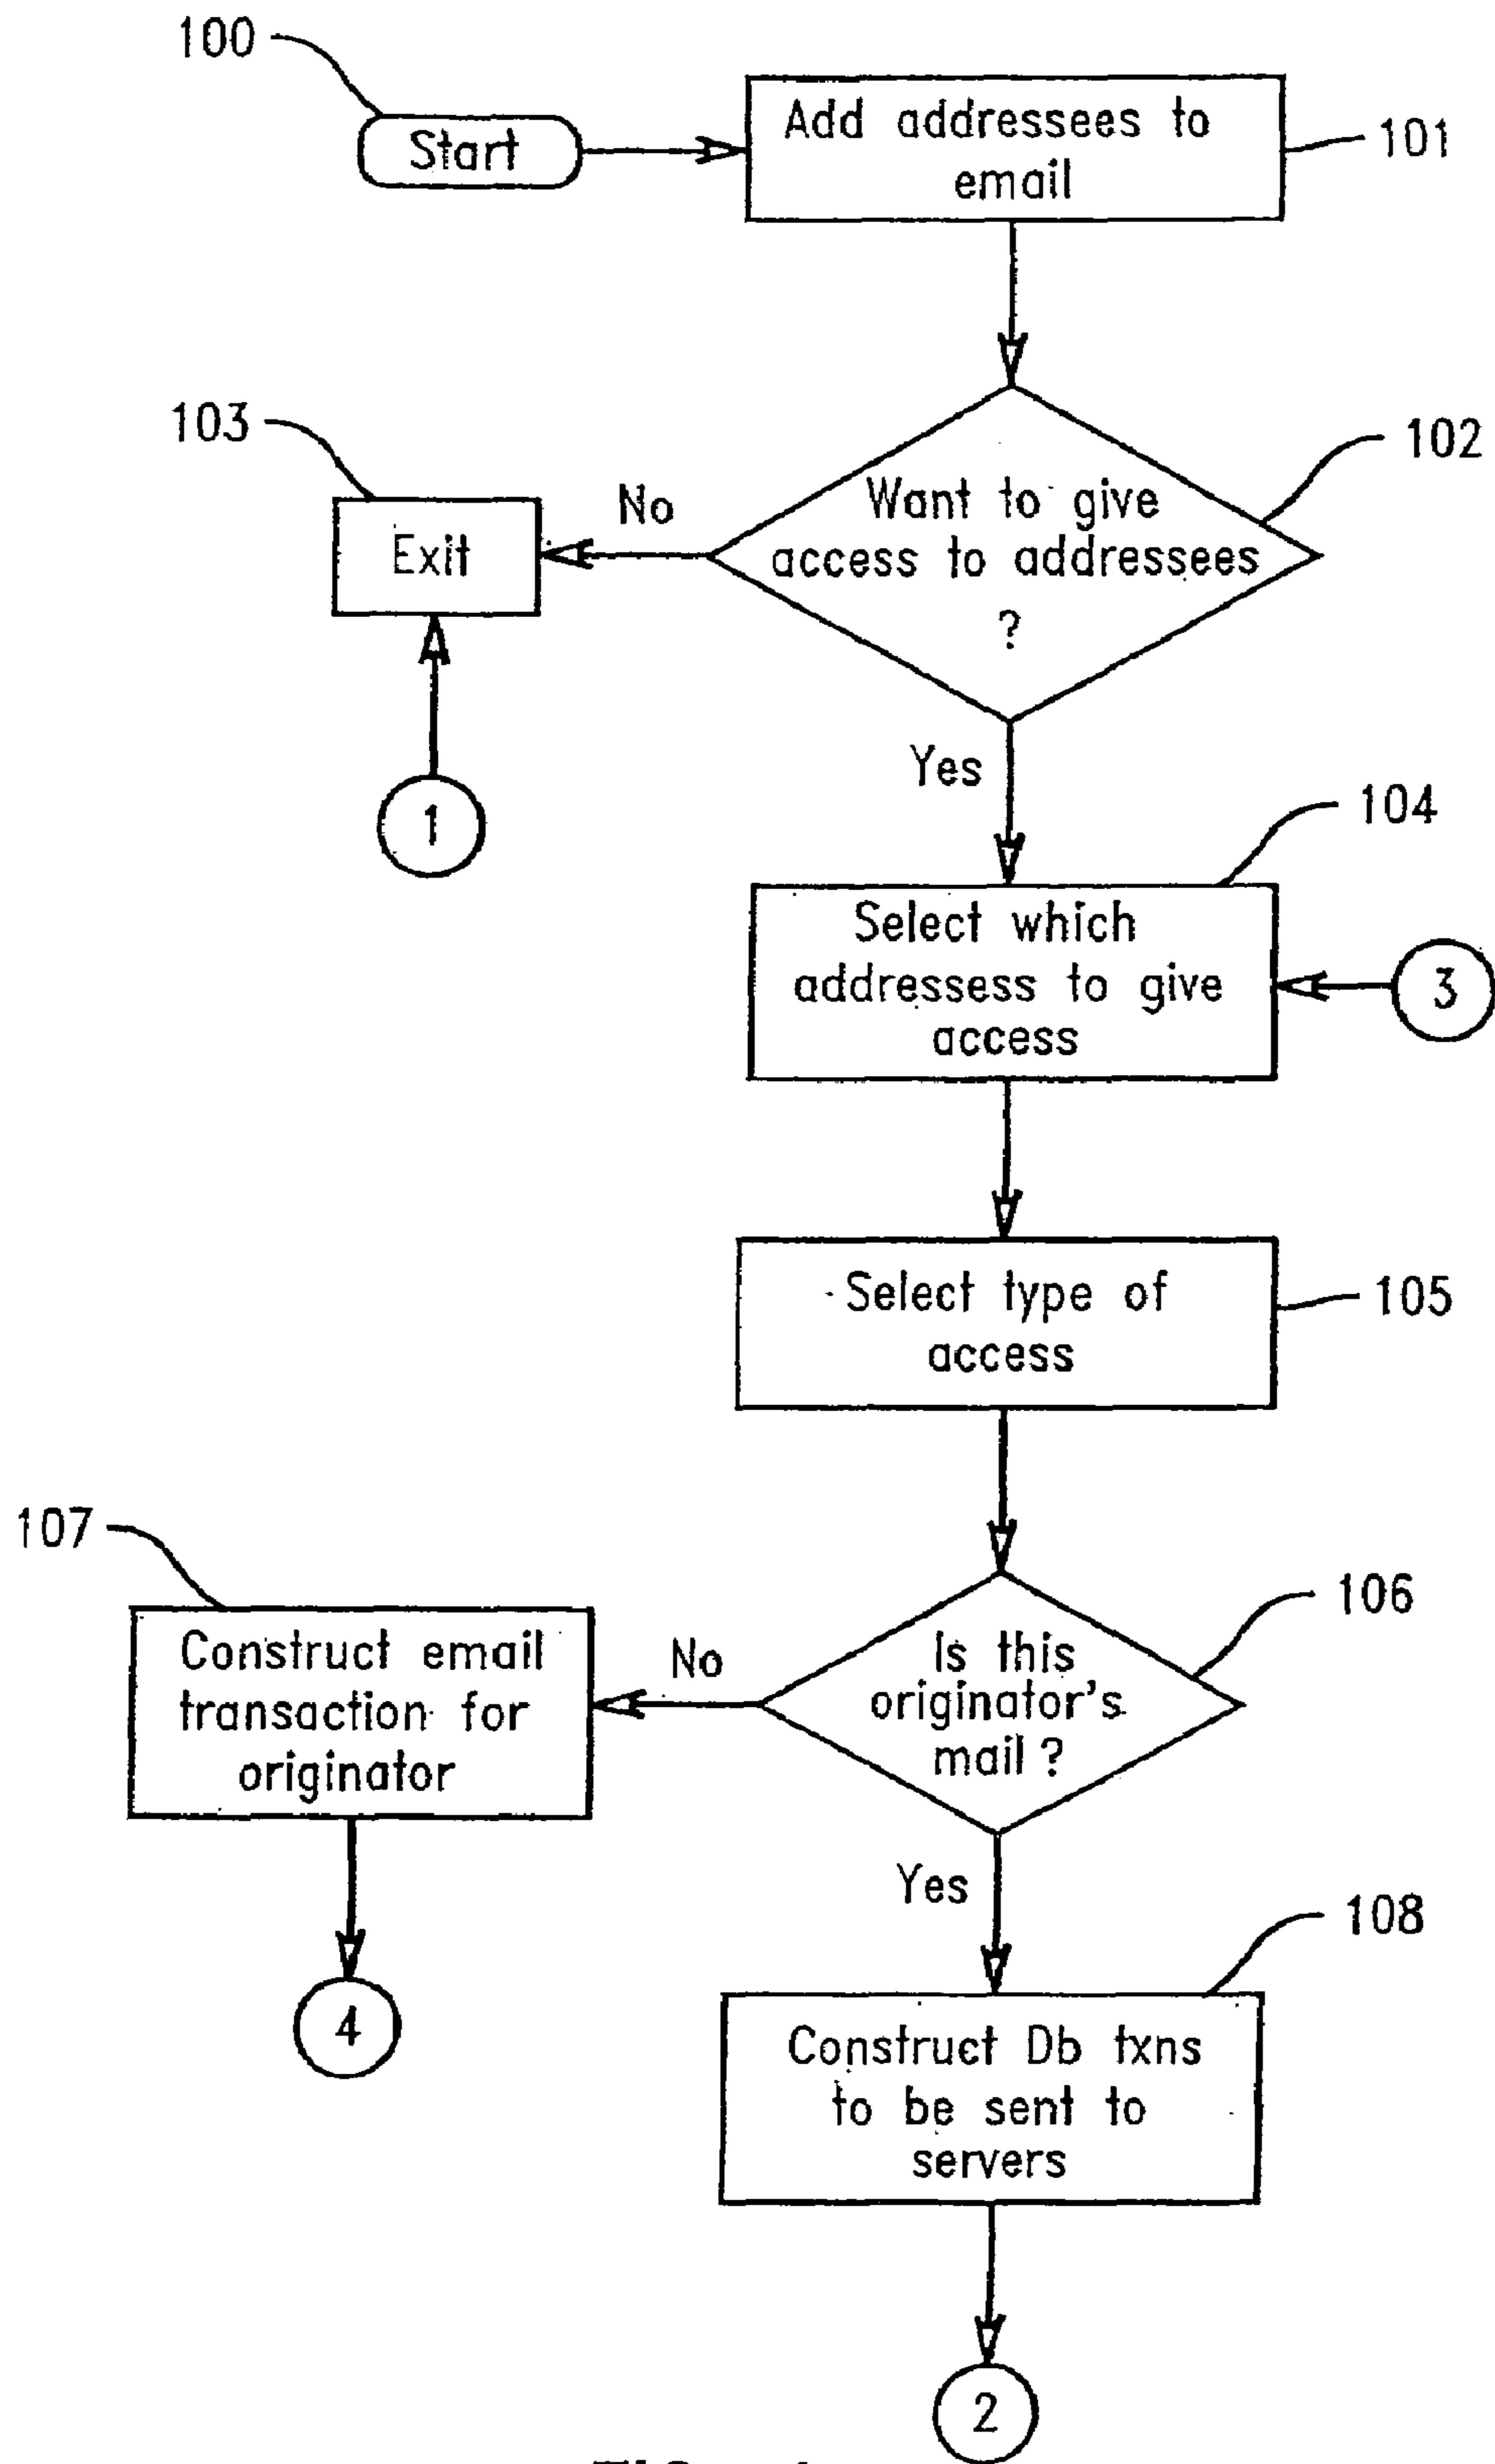 100
Start
Add addressees to
email
101
103
Exit
No
Want to give
access to addressees
?
102
1
Yes
104
Select which
addressess to give
access
3
Select type of
access
105
107
Construct email
transaction for
originator
No
Is this
originator's
mail ?
106
4
Yes
108
Construct Db txns
to be sent to
servers
2